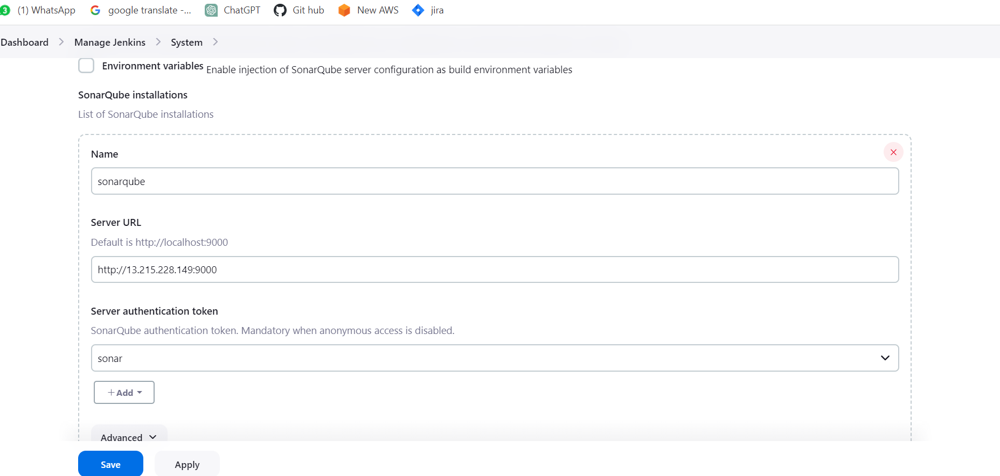 3 (1) WhatsApp google translate -... ChatGPT Git hub New AWS jira
Dashboard Manage Jenkins System
Environment variables Enable injection of SonarQube server configuration as build environment variables
SonarQube installations
List of SonarQube installations
Name
sonarqube
Server URL
Default is http://localhost:9000
http://13.215.228.149:9000
Server authentication token
SonarQube authentication token. Mandatory when anonymous access is disabled.
sonar
+ Add
Advanced
Save Apply